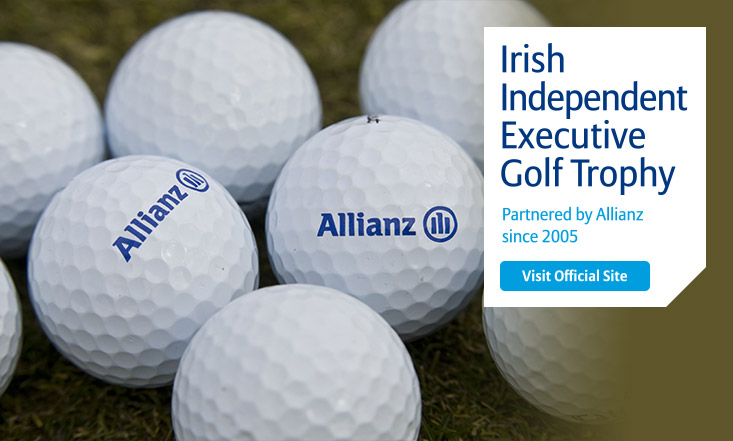 Allianz
Allianz
Irish
Independent
Executive
Golf Trophy
Partnered by Allianz
since 2005
Visit Official Site